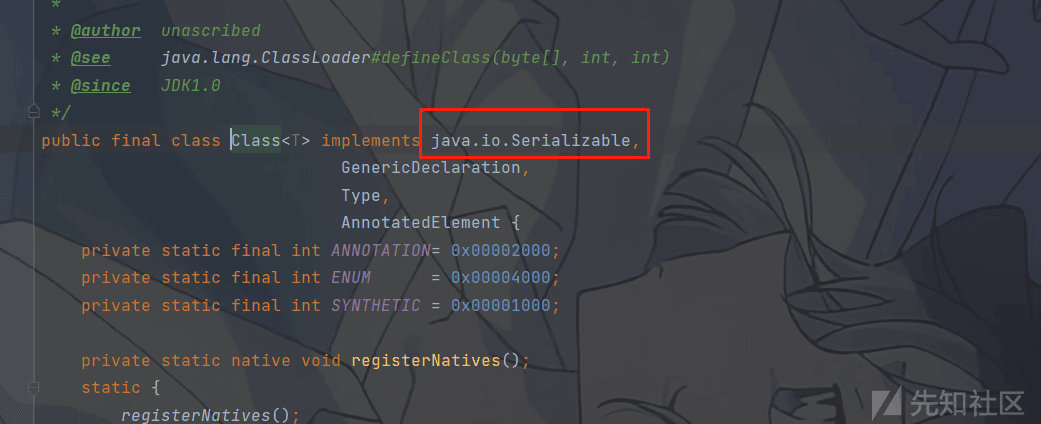 *
* @author  unascribed
* @see     java.lang.ClassLoader#defineClass(byte[], int, int)
* @since   JDK1.0
*/
public final class Class<T> implements java.io.Serializable,
GenericDeclaration,
Type,
AnnotatedElement {
private static final int ANNOTATION= 0x00002000;
private static final int ENUM      = 0x00004000;
private static final int SYNTHETIC = 0x00001000;
private static native void registerNatives();
static {
registerNatives();
先知社区